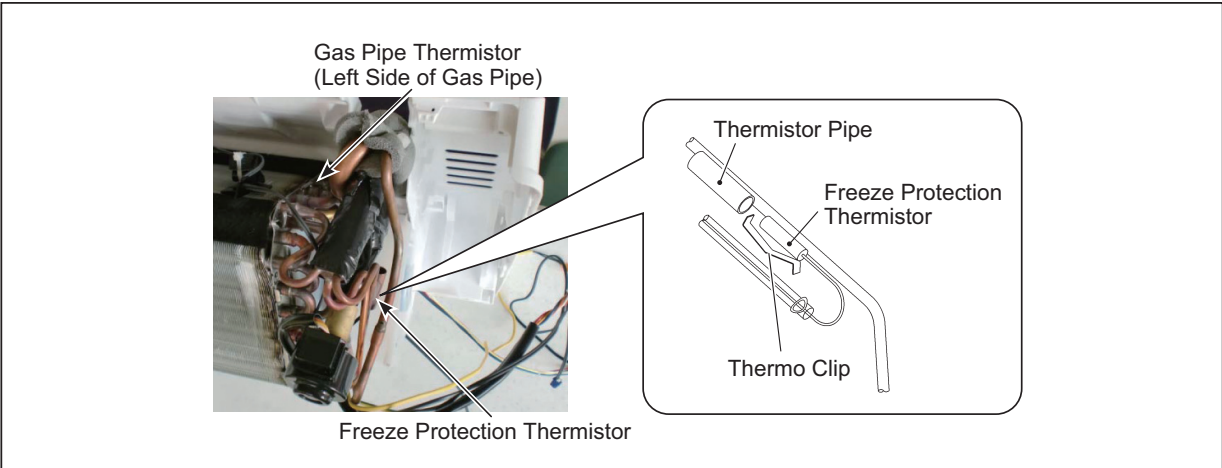 Gas Pipe Thermistor
(Left Side of Gas Pipe)
Thermistor Pipe
Freeze Protection
Thermistor
Thermo Clip
Freeze Protection Thermistor